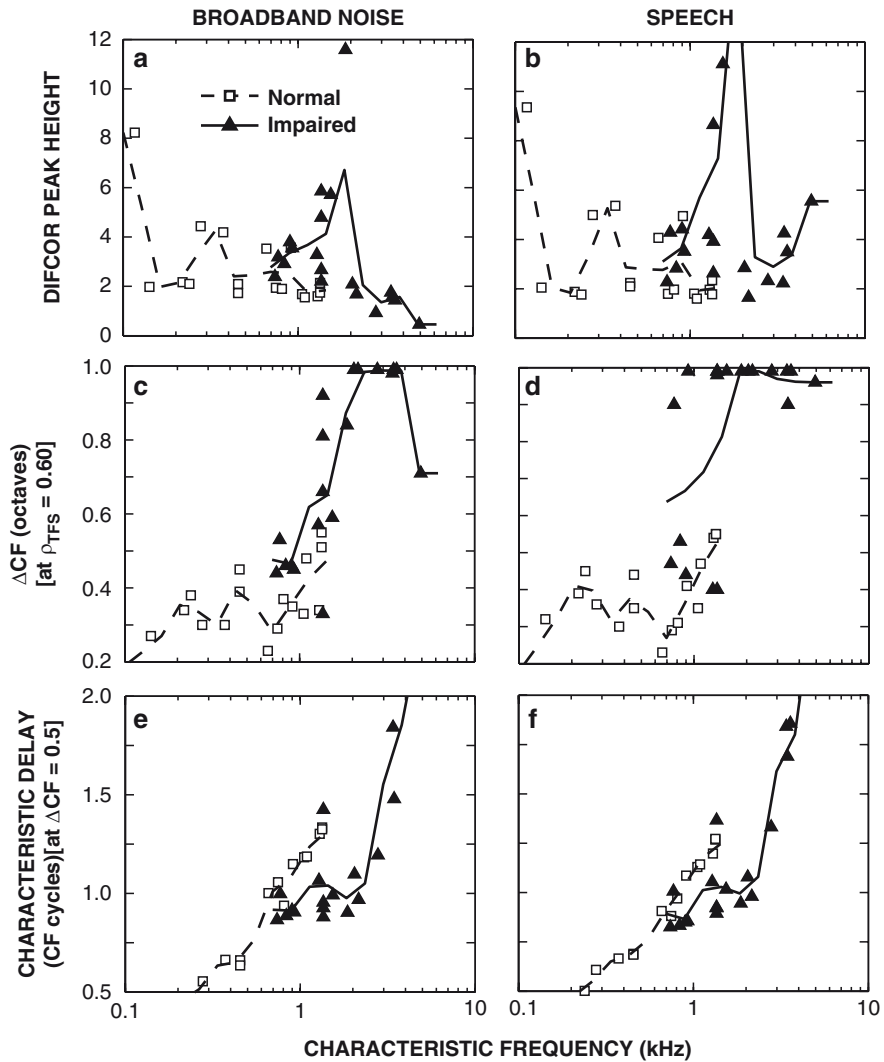 BROADBAND NOISE
SPEECH
DIFCOR PEAK HEIGHT
12
10
8
6
4
2
0
a
Normal
Impaired
b
ΔCF (octaves)
[at ρTFS = 0.60]
1.0
0.8
0.6
0.4
0.2
c
d
CHARACTERISTIC DELAY
(CF cycles)[at ΔCF = 0.5]
2.0
1.5
1.0
0.5
e
f
0.1 1 10
0.1 1 10
CHARACTERISTIC FREQUENCY (kHz)